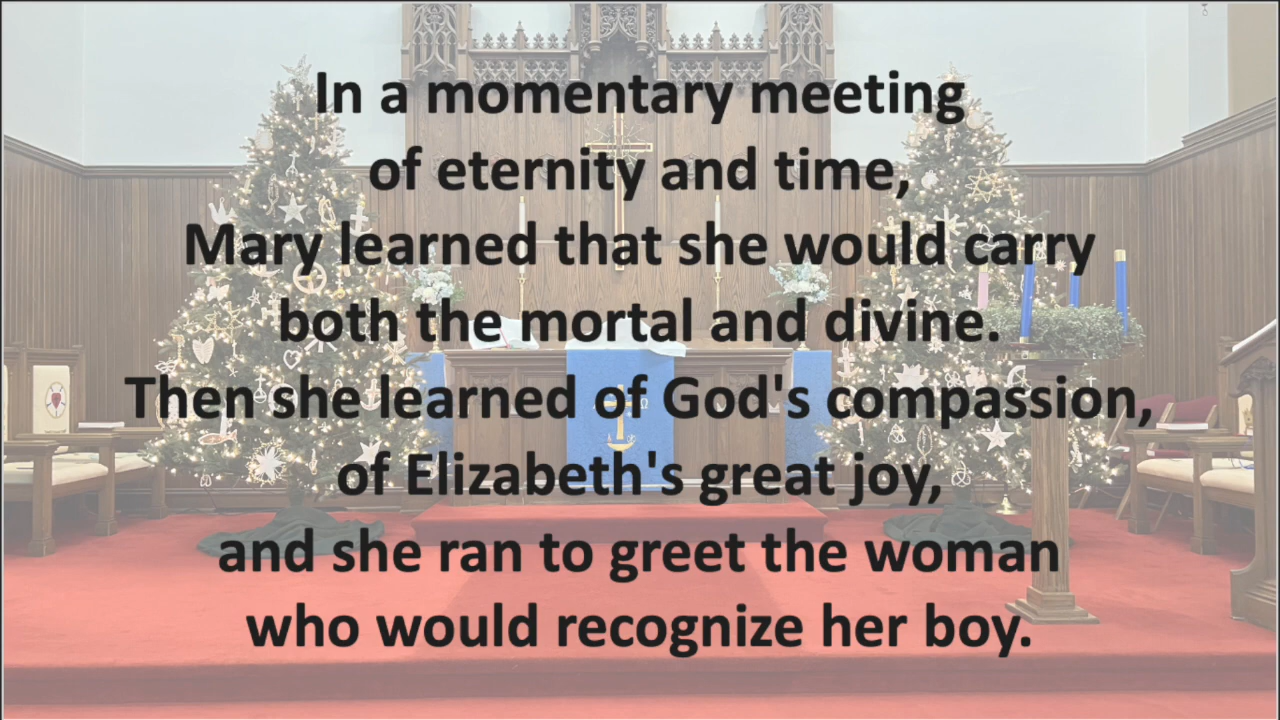 In a momentary meeting
of eternity and time,
Mary learned that she would carry
both the mortal and divine.
Then she learned of God's compassion,
of Elizabeth's great joy,
and she ran to greet the woman
who would recognize her boy.